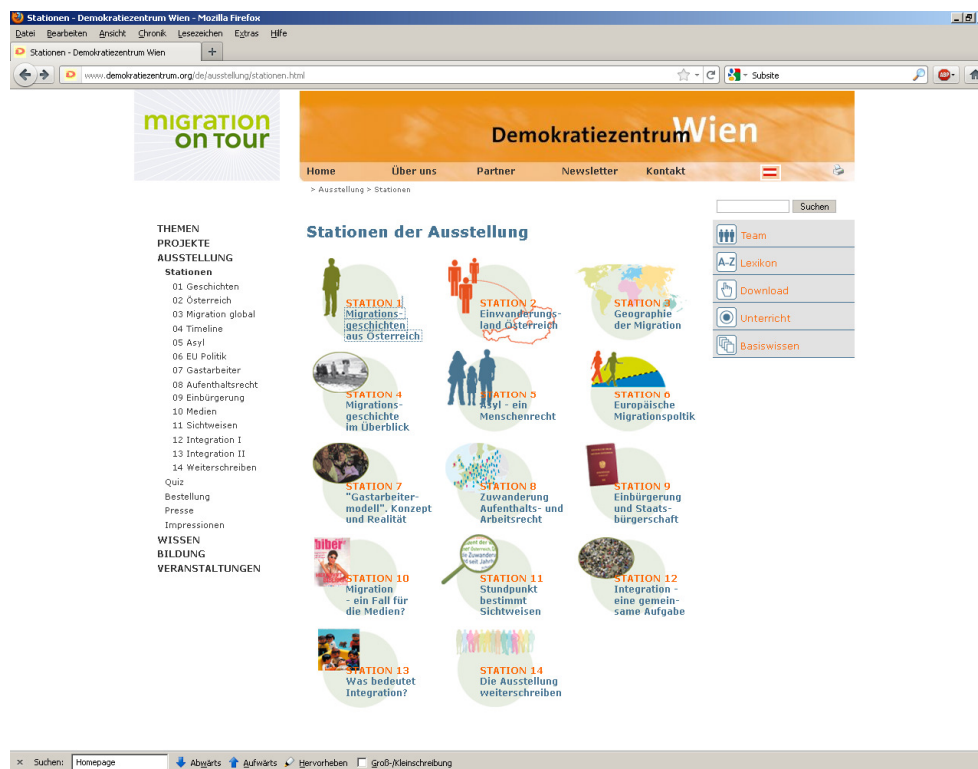 Stationen - Demokratiezentrum Wien - Mozilla Firefox
Datei Bearbeiten Ansicht Chronik Lesezeichen Extras Hilfe
Stationen - Demokratiezentrum Wien
www.demokratiezentrum.org/de/ausstellung/stationen.html
Subsite
ABP
migration
on tour
Demokratiezentrum Wien
Home Über uns Partner Newsletter Kontakt
> Ausstellung > Stationen
Suchen
THEMEN
PROJEKTE
AUSSTELLUNG
Stationen
01 Geschichten
02 Österreich
03 Migration global
04 Timeline
05 Asyl
06 EU Politik
07 Gastarbeiter
08 Aufenthaltsrecht
09 Einbürgerung
10 Medien
11 Sichtweisen
12 Integration I
13 Integration II
14 Weiterschreiben
Quiz
Bestellung
Presse
Impressionen
WISSEN
BILDUNG
VERANSTALTUNGEN
Stationen der Ausstellung
STATION 1
Migrations-
geschichten
aus Österreich
STATION 2
Einwanderungs-
land Österreich
STATION 3
Geographie
der Migration
STATION 4
Migrations-
geschichte
im Überblick
STATION 5
Asyl - ein
Menschenrecht
STATION 6
Europäische
Migrationspoltik
STATION 7
"Gastarbeiter-
modell". Konzept
und Realität
STATION 8
Zuwanderung
Aufenthalts- und
Arbeitsrecht
STATION 9
Einbürgerung
und Staats-
bürgerschaft
biber
STATION 10
Migration
- ein Fall für
die Medien?
STATION 11
Stundpunkt
bestimmt
Sichtweisen
STATION 12
Integration -
eine gemein-
same Aufgabe
STATION 13
Was bedeutet
Integration?
STATION 14
Die Ausstellung
weiterschreiben
Team
A-Z Lexikon
Download
Unterricht
Basiswissen
× Suchen: Homepage Abwärts Aufwärts Hervorheben Groß-/Kleinschreibung